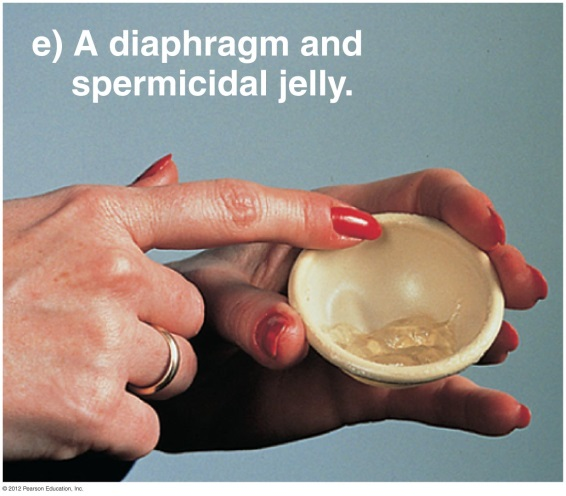 e) A diaphragm and
spermicidal jelly.
© 2012 Pearson Education, Inc.